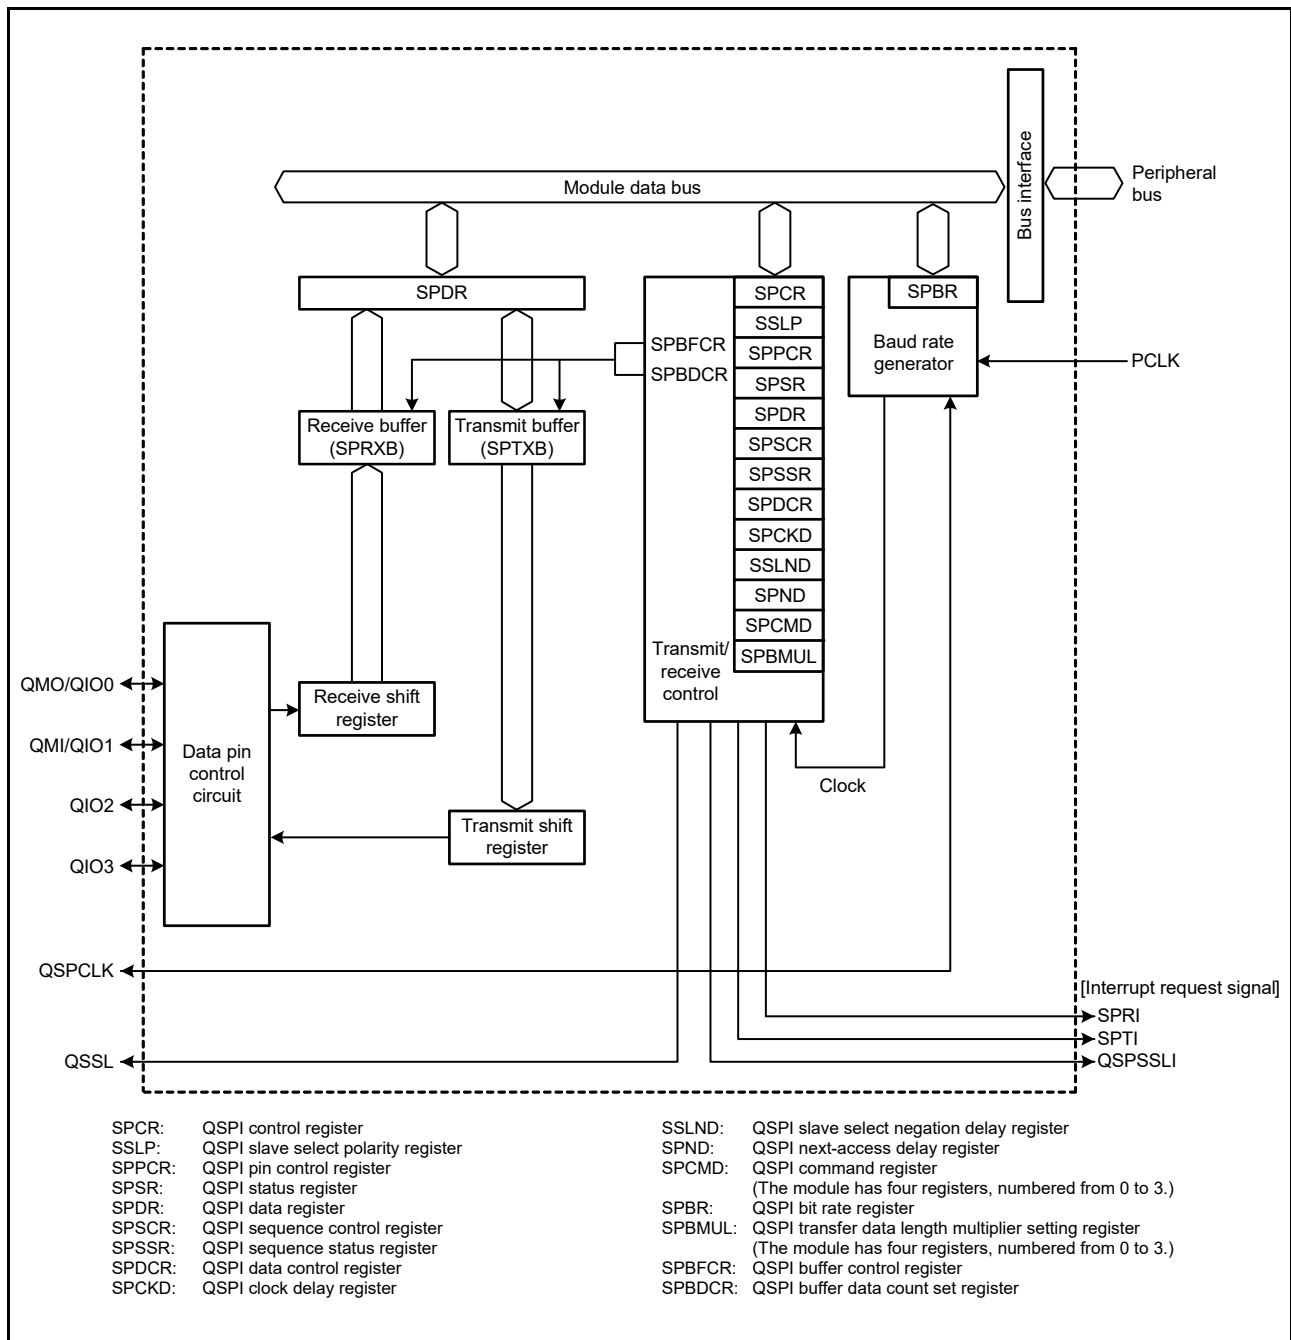 Module data bus
Bus interface
Peripheral
bus
SPDR
SPBFCR
SPBDCR
SPCR
SSLP
SPPCR
SPSR
SPDR
SPSCR
SPSSR
SPDCR
SPCKD
SSLND
SPND
SPCMD
SPBMUL
Transmit/
receive
control
SPBR
Baud rate
generator
PCLK
Receive buffer
(SPRXB)
Transmit buffer
(SPTXB)
QMO/QIO0
QMI/QIO1
QIO2
QIO3
Data pin
control
circuit
Receive shift
register
Transmit shift
register
Clock
QSPCLK
QSSL
[Interrupt request signal]
SPRI
SPTI
QSPSSLI
SPCR: QSPI control register
SSLP: QSPI slave select polarity register
SPPCR: QSPI pin control register
SPSR: QSPI status register
SPDR: QSPI data register
SPSCR: QSPI sequence control register
SPSSR: QSPI sequence status register
SPDCR: QSPI data control register
SPCKD: QSPI clock delay register
SSLND: QSPI slave select negation delay register
SPND: QSPI next-access delay register
SPCMD: QSPI command register
(The module has four registers, numbered from 0 to 3.)
SPBR: QSPI bit rate register
SPBMUL: QSPI transfer data length multiplier setting register
(The module has four registers, numbered from 0 to 3.)
SPBFCR: QSPI buffer control register
SPBDCR: QSPI buffer data count set register